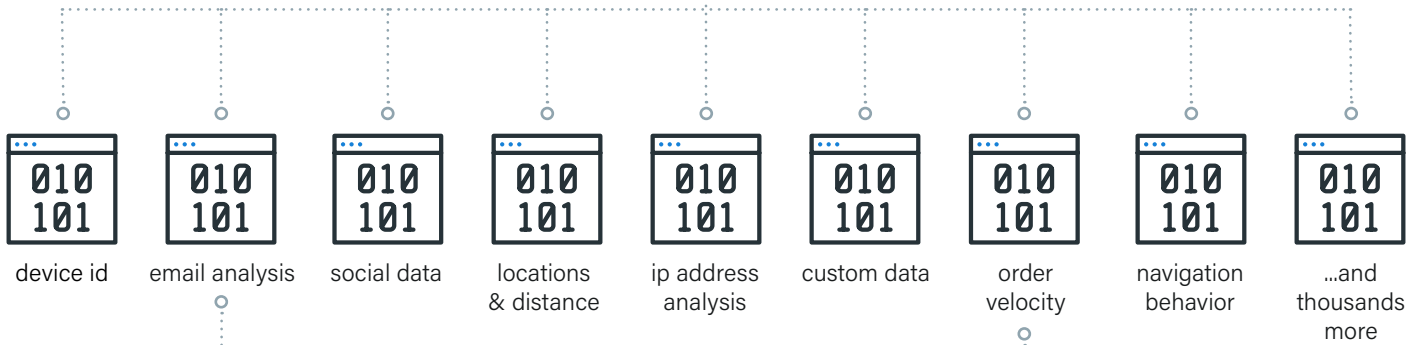 010
101
010
101
010
101
010
101
010
101
010
101
010
101
010
101
010
101
device id
email analysis
social data
locations
& distance
ip address
analysis
custom data
order
velocity
navigation
behavior
...and
thousands
more